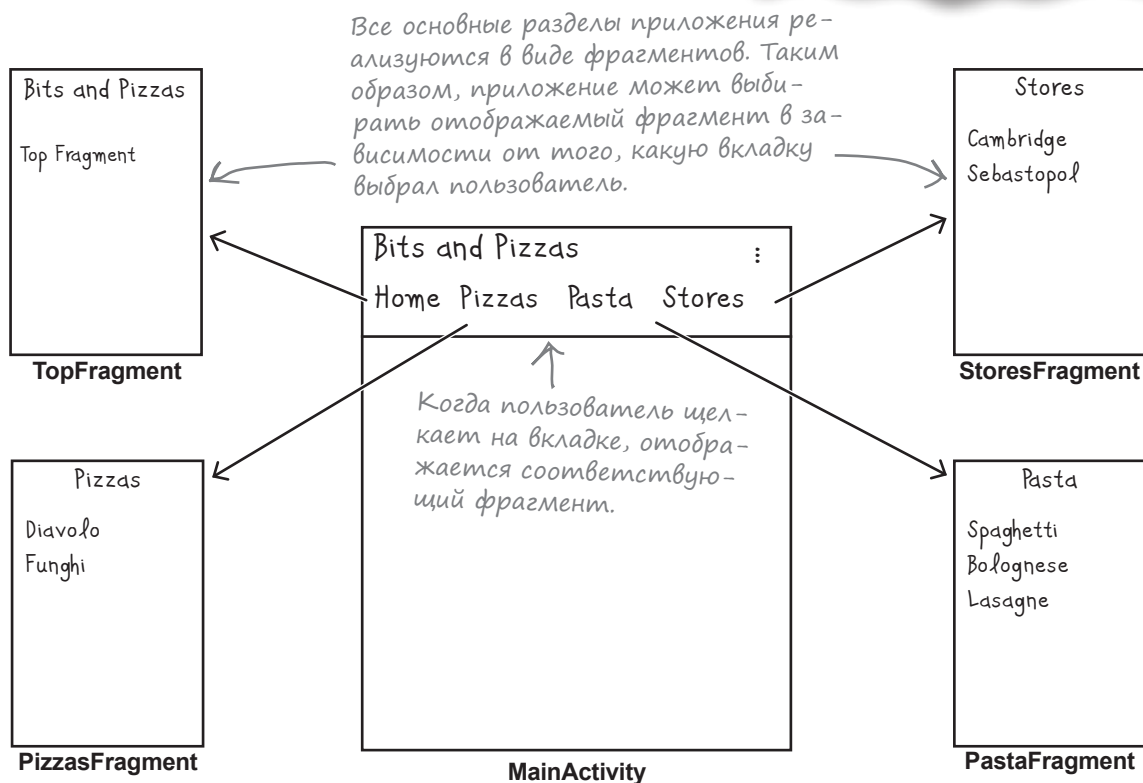 Все основные разделы приложения ре-
ализуются в виде фрагментов. Таким
образом, приложение может выби-
рать отображаемый фрагмент в за-
висимости от того, какую вкладку
выбрал пользователь.
Bits and Pizzas
Top Fragment
TopFragment
Stores
Cambridge
Sebastopol
StoresFragment
Bits and Pizzas
Home Pizzas Pasta Stores
Когда пользователь щел-
кает на вкладке, отобра-
жается соответствую-
щий фрагмент.
MainActivity
Pizzas
Diavolo
Funghi
PizzasFragment
Pasta
Spaghetti
Bolognese
Lasagne
PastaFragment